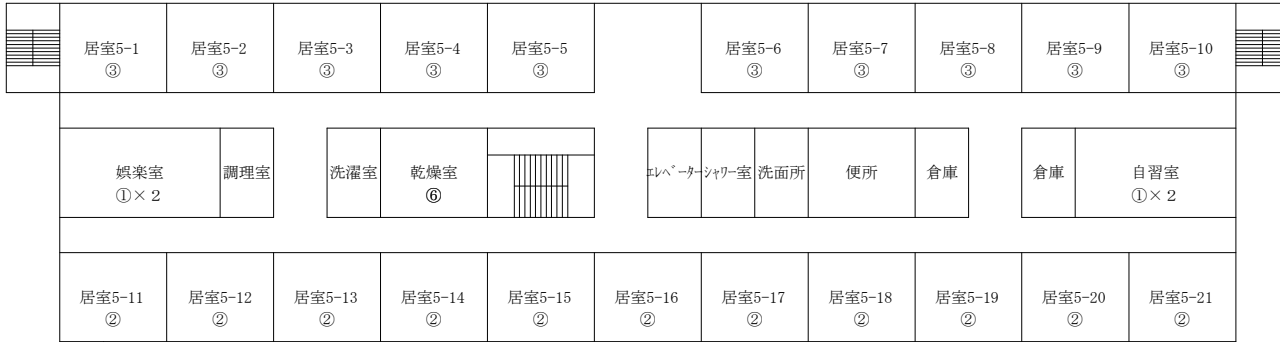 居室5-1 居室5-2 居室5-3 居室5-4 居室5-5 居室5-6 居室5-7 居室5-8 居室5-9 居室5-10
③ ③ ③ ③ ③ ③ ③ ③ ③ ③
娯楽室 調理室 洗濯室 乾燥室 エレベーター シャワー室 洗面所 便所 倉庫 倉庫 自習室
①×2 ⑥ ①×2
居室5-11 居室5-12 居室5-13 居室5-14 居室5-15 居室5-16 居室5-17 居室5-18 居室5-19 居室5-20 居室5-21
② ② ② ② ② ② ② ② ② ② ②